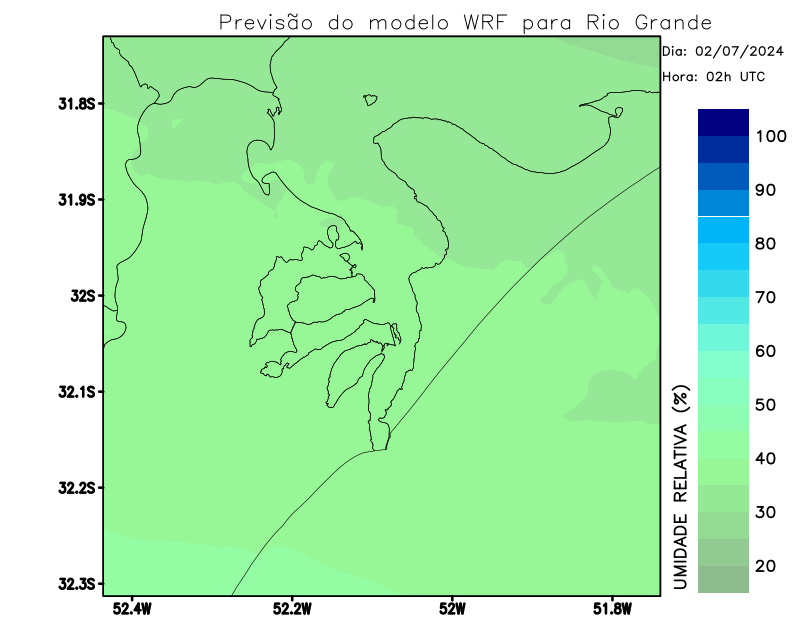 Previsão do modelo WRF para Rio Grande
Dia: 02/07/2024
Hora: 02h UTC
31.8S
31.9S
32S
32.1S
32.2S
32.3S
52.4W
52.2W
52W
51.8W
100
90
80
70
60
50
40
30
20
UMIDADE RELATIVA (%)